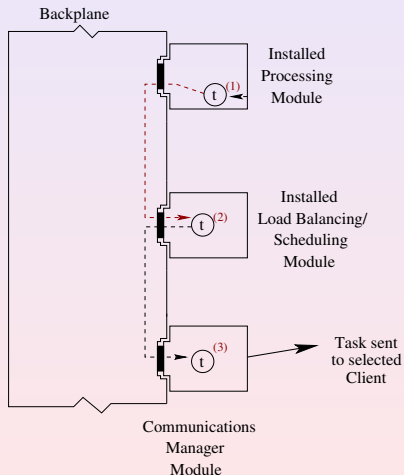 Backplane
Installed
Processing
Module
t
(1)
Installed
Load Balancing/
Scheduling
Module
t
(2)
t
(3)
Task sent
to selected
Client
Communications
Manager
Module